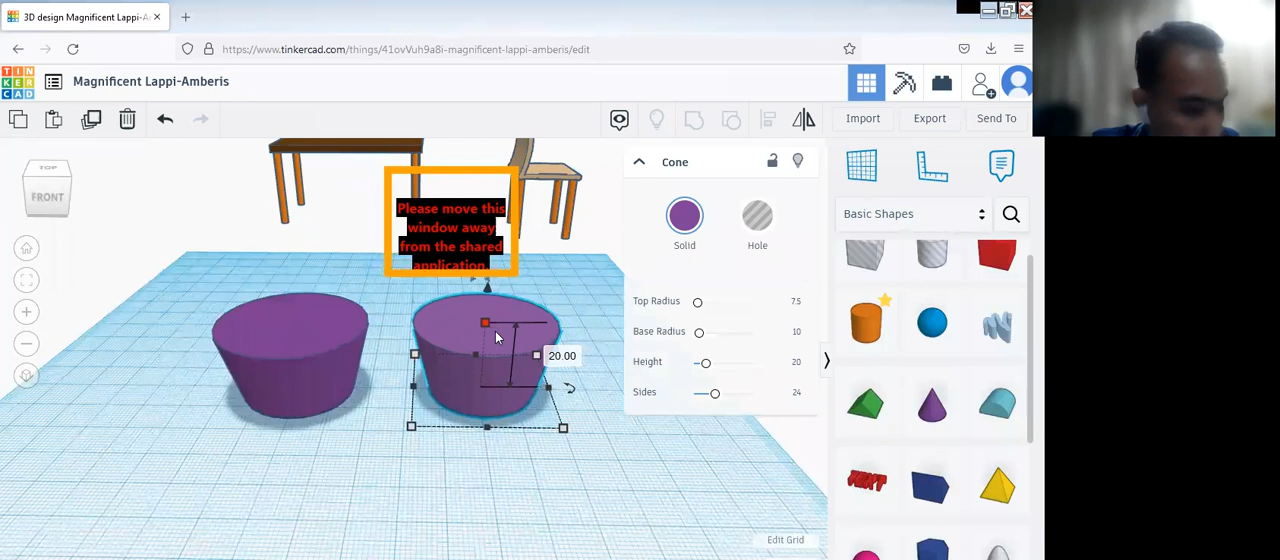 3D design Magnificent Lappi-A
https://www.tinkercad.com/things/41ovVuh9a8i-magnificent-lappi-amberis/edit
TIN
KER
CAD
Magnificent Lappi-Amberis
Import
Export
Send To
TOP
FRONT
Please move this
window away
from the shared
application.
Cone
Solid
Hole
Top Radius 7.5
Base Radius 10
Height 20
Sides 24
20.00
Basic Shapes
Edit Grid